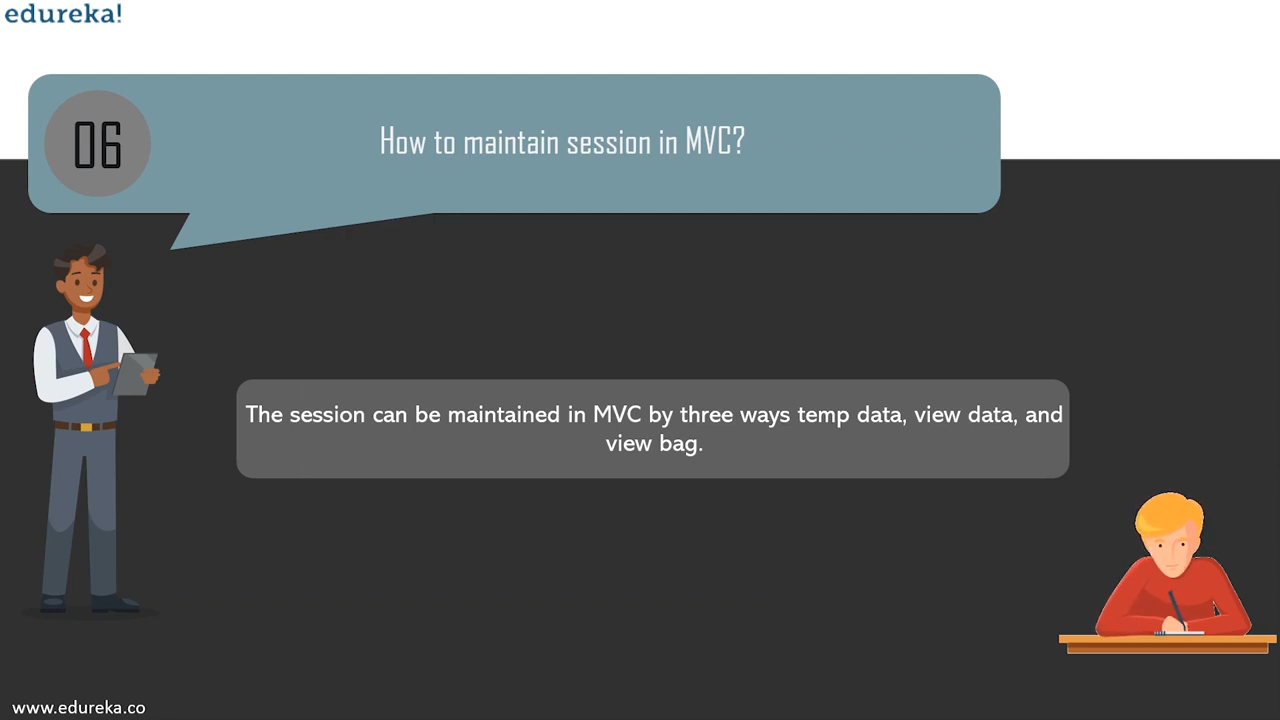 edureka!
06
How to maintain session in MVC?
The session can be maintained in MVC by three ways temp data, view data, and
view bag.
www.edureka.co